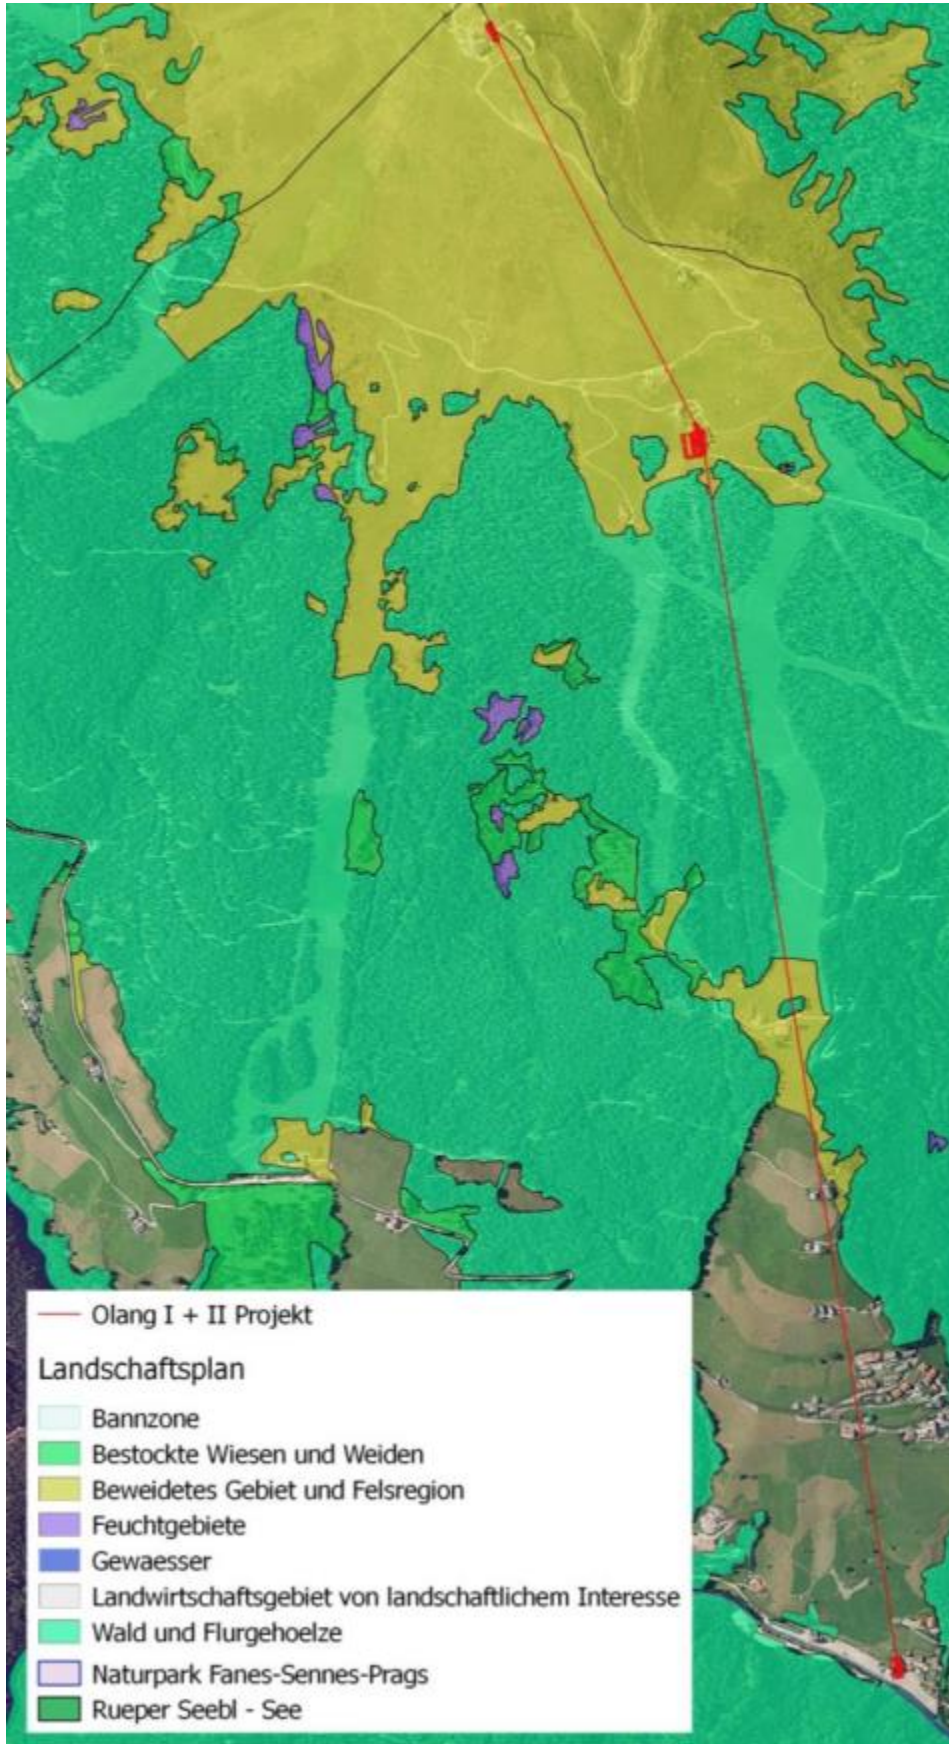 Olang I + II Projekt
Landschaftsplan
Bannzone
Bestockte Wiesen und Weiden
Beweidetes Gebiet und Felsregion
Feuchtgebiete
Gewaesser
Landwirtschaftsgebiet von landschaftlichem Interesse
Wald und Flurgehoelze
Naturpark Fanes-Sennes-Prags
Rueper Seebl - See